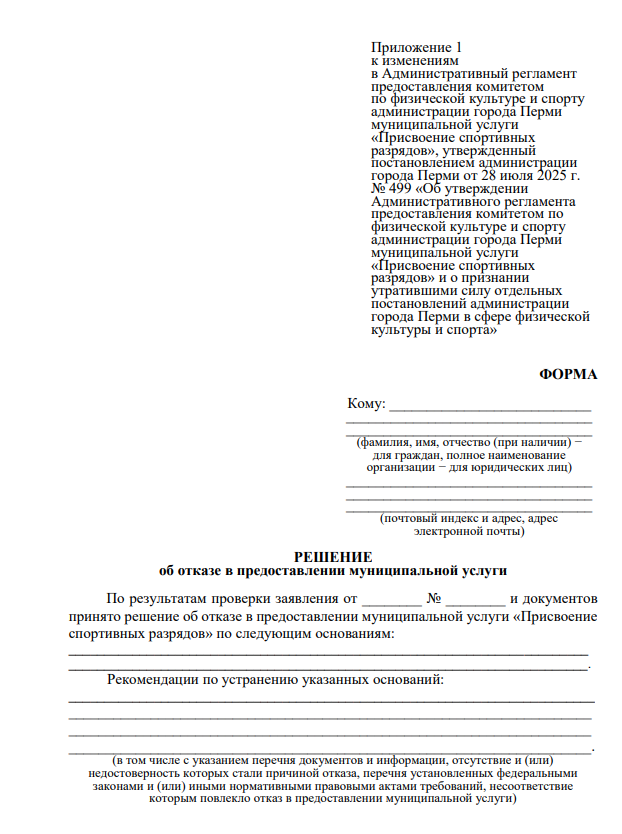 Приложение 1
к изменениям
в Административный регламент
предоставления комитетом
по физической культуре и спорту
администрации города Перми
муниципальной услуги
«Присвоение спортивных
разрядов», утвержденный
постановлением администрации
города Перми от 28 июля 2025 г.
№ 499 «Об утверждении
Административного регламента
предоставления комитетом по
физической культуре и спорту
администрации города Перми
муниципальной услуги
«Присвоение спортивных
разрядов» и о признании
утратившими силу отдельных
постановлений администрации
города Перми в сфере физической
культуры и спорта»
ФОРМА
Кому: ___________________________
_________________________________
_________________________________
(фамилия, имя, отчество (при наличии) −
для граждан, полное наименование
организации − для юридических лиц)
_________________________________
_________________________________
_________________________________
(почтовый индекс и адрес, адрес
электронной почты)
РЕШЕНИЕ
об отказе в предоставлении муниципальной услуги
По результатам проверки заявления от ________ № ________ и документов
принято решение об отказе в предоставлении муниципальной услуги «Присвоение
спортивных разрядов» по следующим основаниям:
______________________________________________________________________
______________________________________________________________________.
Рекомендации по устранению указанных оснований:
______________________________________________________________________
______________________________________________________________________
______________________________________________________________________
______________________________________________________________________.
(в том числе с указанием перечня документов и информации, отсутствие и (или)
недостоверность которых стали причиной отказа, перечня установленных федеральными
законами и (или) иными нормативными правовыми актами требований, несоответствие
которым повлекло отказ в предоставлении муниципальной услуги)